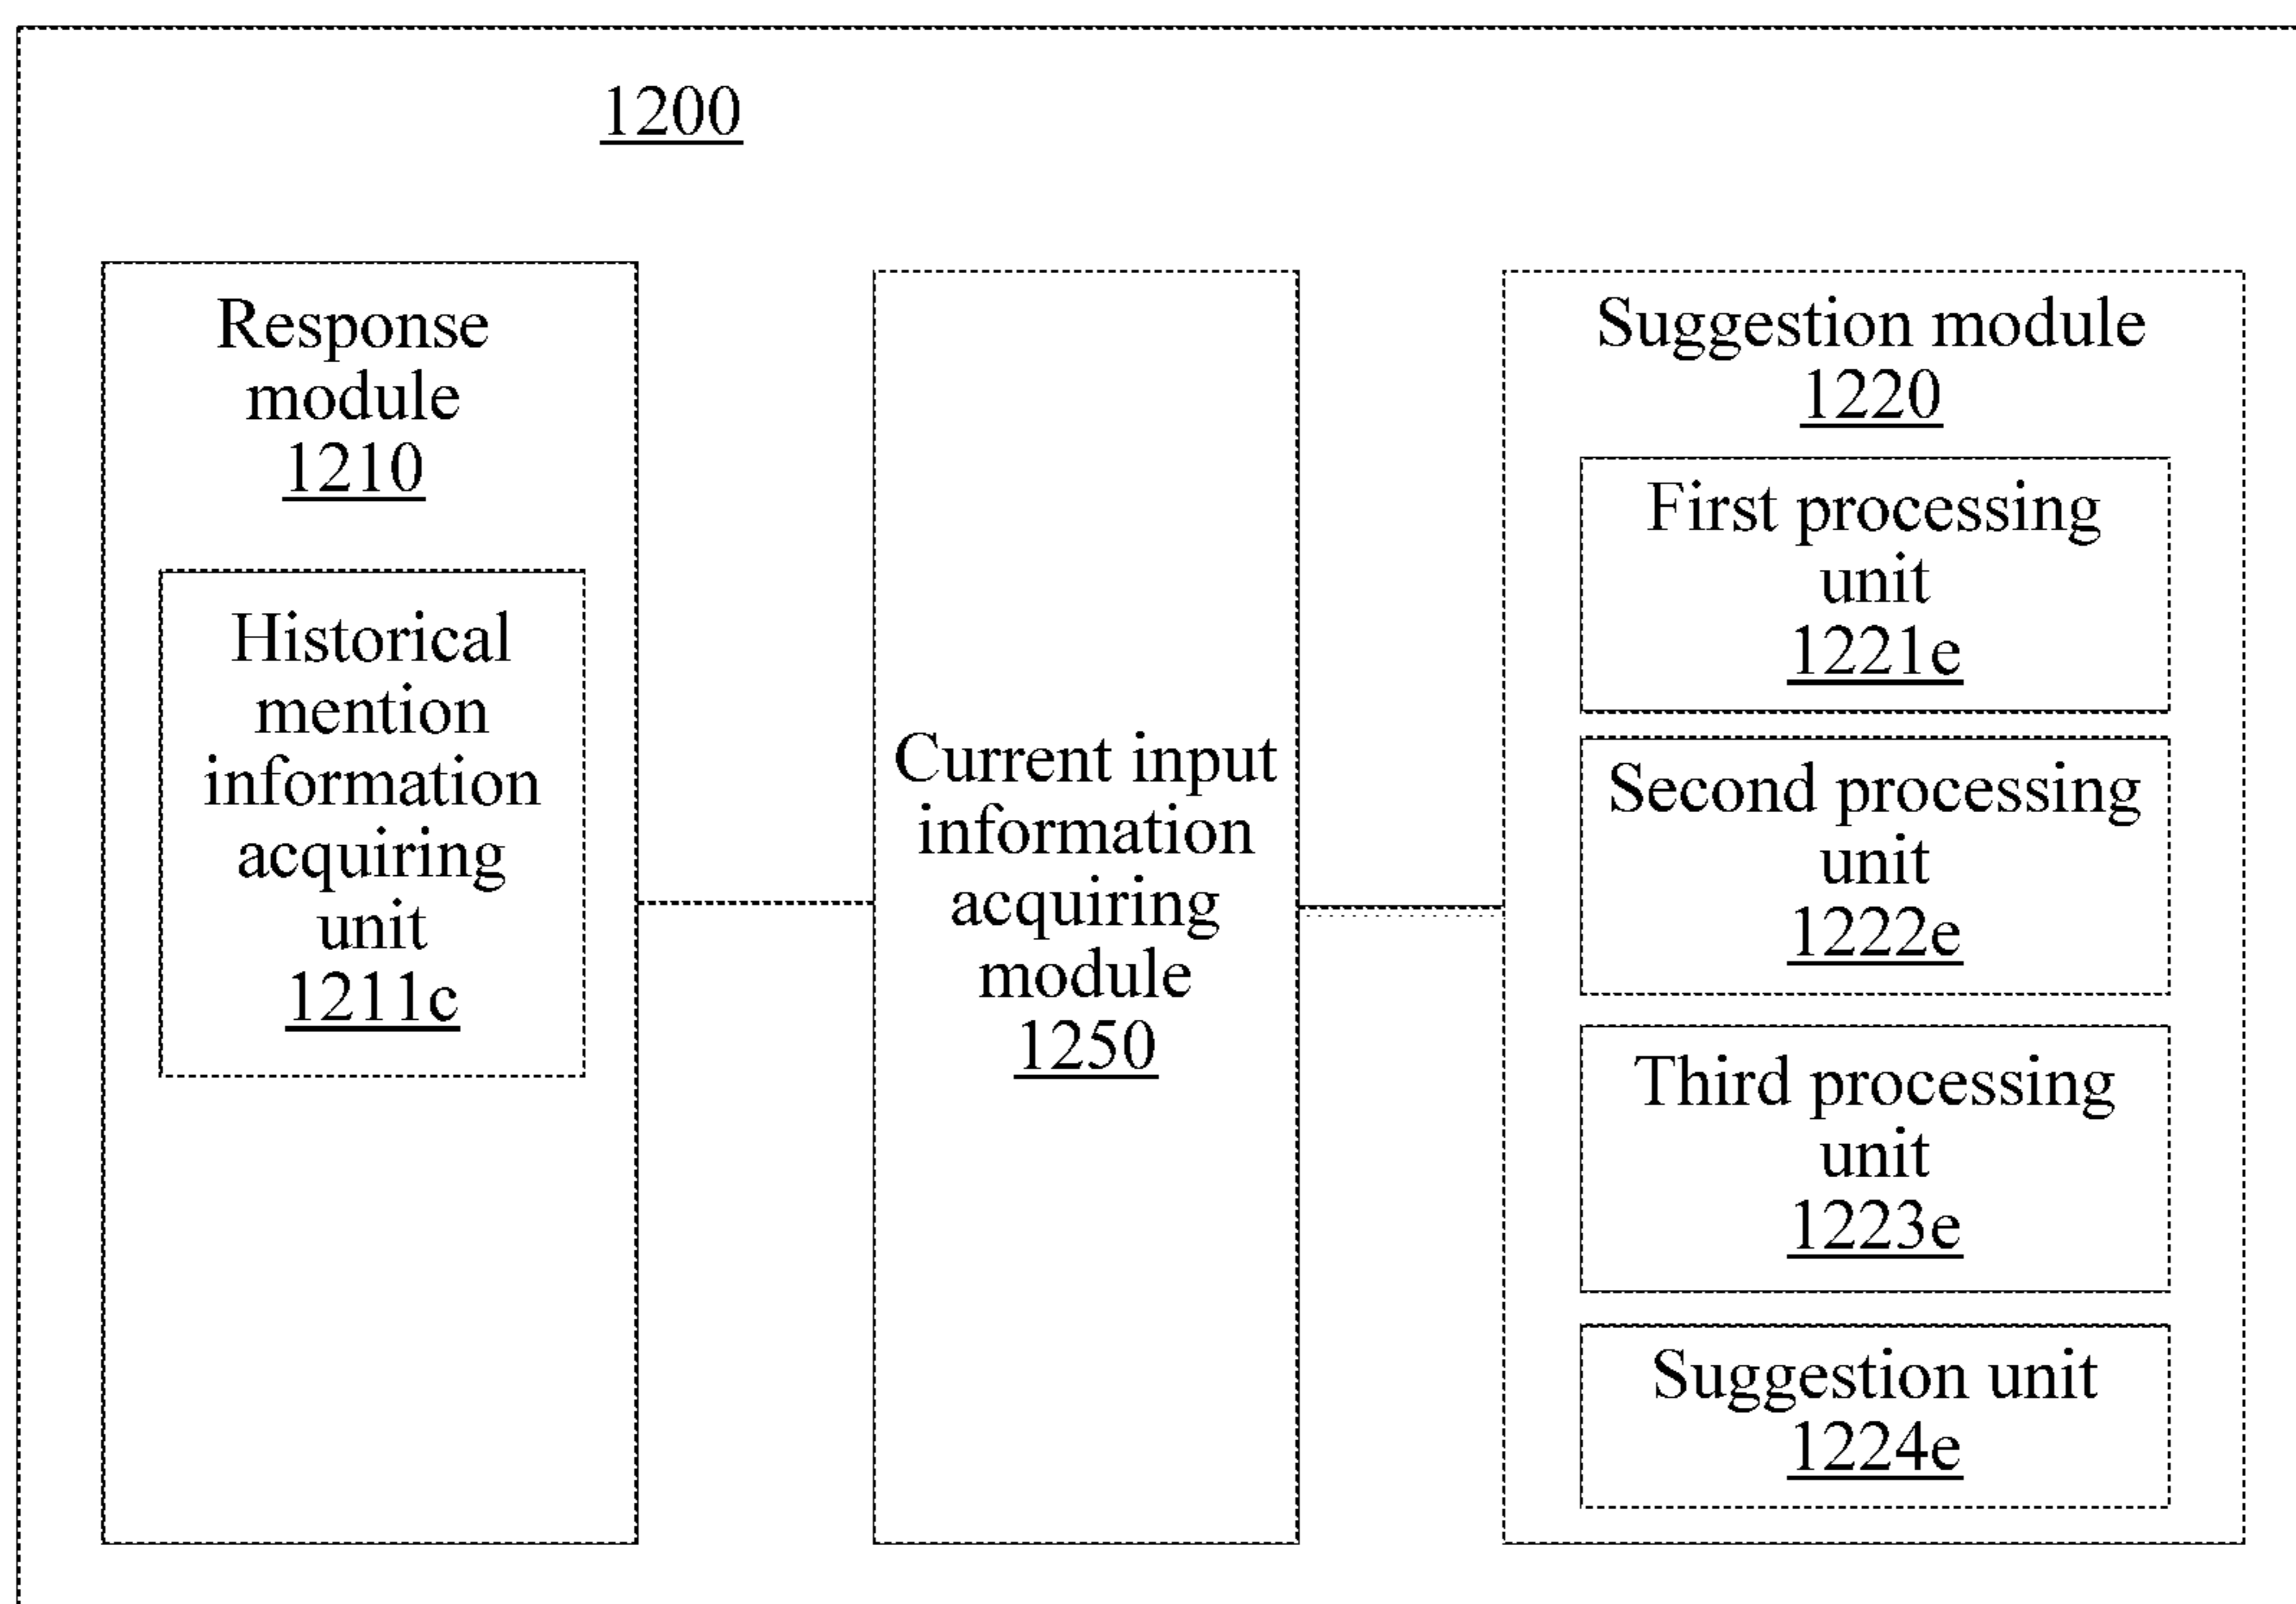 1200
Response
module
1210
Historical
mention
information
acquiring
unit
1211c
Current input
information
acquiring
module
1250
Suggestion module
1220
First processing
unit
1221e
Second processing
unit
1222e
Third processing
unit
1223e
Suggestion unit
1224e